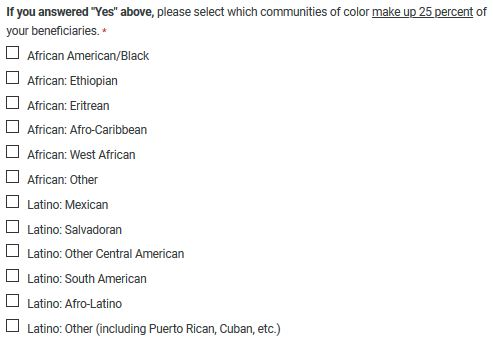 If you answered "Yes" above, please select which communities of color make up 25 percent of
your beneficiaries. *
African American/Black
African: Ethiopian
African: Eritrean
African: Afro-Caribbean
African: West African
African: Other
Latino: Mexican
Latino: Salvadoran
Latino: Other Central American
Latino: South American
Latino: Afro-Latino
Latino: Other (including Puerto Rican, Cuban, etc.)